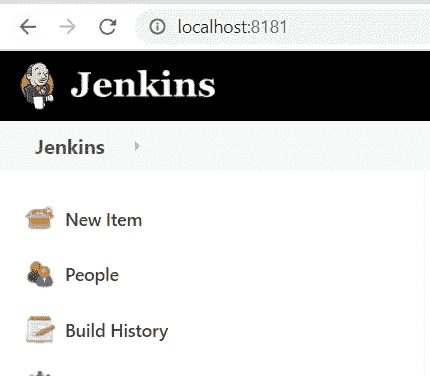 localhost:8181
Jenkins
Jenkins
New Item
People
Build History